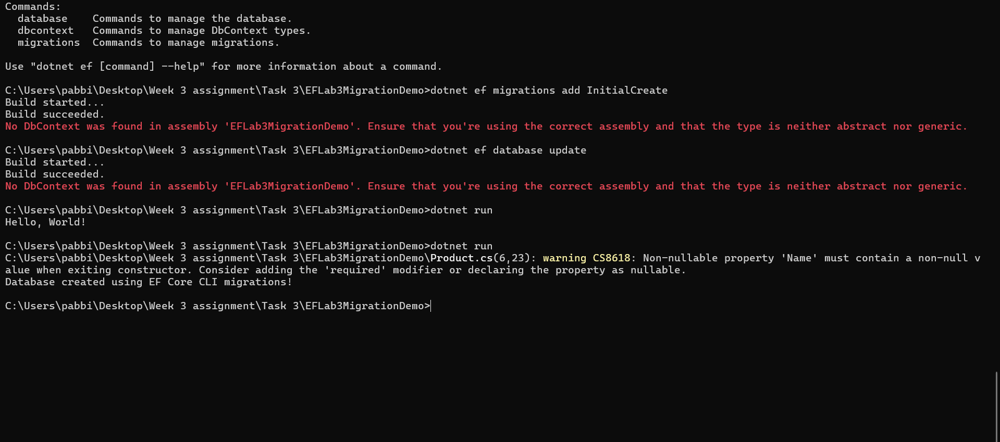 Commands:
  database    Commands to manage the database.
  dbcontext   Commands to manage DbContext types.
  migrations  Commands to manage migrations.

Use "dotnet ef [command] --help" for more information about a command.

C:\Users\pabbi\Desktop\Week 3 assignment\Task 3\EFLab3MigrationDemo>dotnet ef migrations add InitialCreate
Build started...
Build succeeded.
No DbContext was found in assembly 'EFLab3MigrationDemo'. Ensure that you're using the correct assembly and that the type is neither abstract nor generic.

C:\Users\pabbi\Desktop\Week 3 assignment\Task 3\EFLab3MigrationDemo>dotnet ef database update
Build started...
Build succeeded.
No DbContext was found in assembly 'EFLab3MigrationDemo'. Ensure that you're using the correct assembly and that the type is neither abstract nor generic.

C:\Users\pabbi\Desktop\Week 3 assignment\Task 3\EFLab3MigrationDemo>dotnet run
Hello, World!

C:\Users\pabbi\Desktop\Week 3 assignment\Task 3\EFLab3MigrationDemo>dotnet run
C:\Users\pabbi\Desktop\Week 3 assignment\Task 3\EFLab3MigrationDemo\Product.cs(6,23): warning CS8618: Non-nullable property 'Name' must contain a non-null v
alue when exiting constructor. Consider adding the 'required' modifier or declaring the property as nullable.
Database created using EF Core CLI migrations!

C:\Users\pabbi\Desktop\Week 3 assignment\Task 3\EFLab3MigrationDemo>